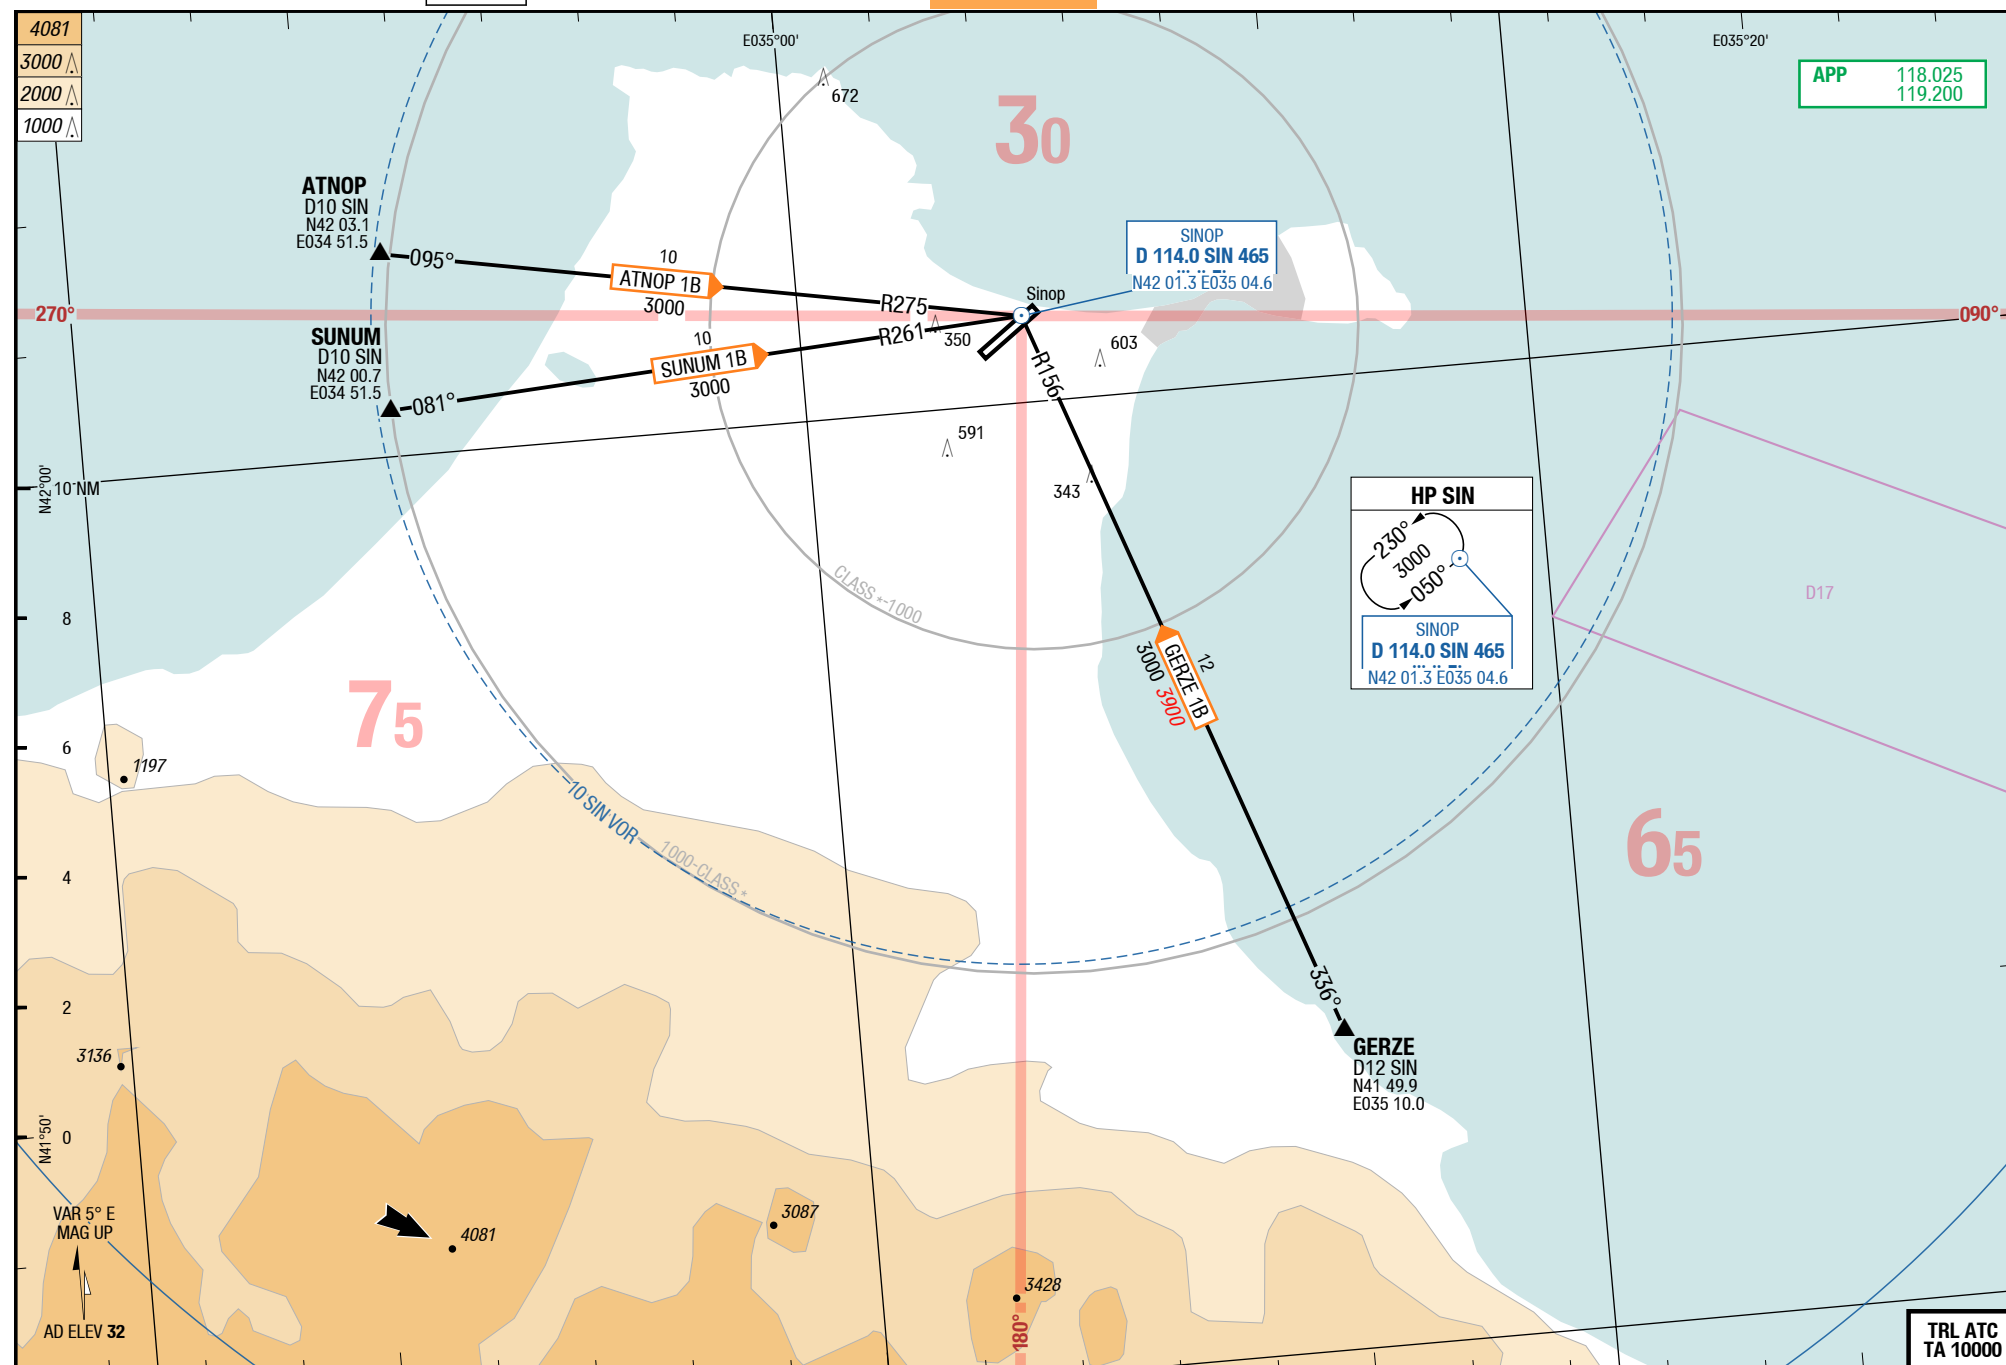 4081
3000
2000
1000
E035°00'
E035°20'
APP 118.025
119.200
672
30
ATNOP
D10 SIN
N42 03.1
E034 51.5
095°
10
ATNOP 1B
3000
R275
SINOP
D 114.0 SIN 465
N42 01.3 E035 04.6
Sinop
270°
090°
SUNUM
D10 SIN
N42 00.7
E034 51.5
081°
10
SUNUM 1B
3000
R261
350
603
R156
591
343
N42°00'
10 NM
8
6
4
2
0
HP SIN
230°
3000
050°
SINOP
D 114.0 SIN 465
N42 01.3 E035 04.6
D17
CLASS *-1000
12
GERZE 1B
3000 3900
75
65
1197
10 SIN VOR
1000-CLASS *
336°
GERZE
D12 SIN
N41 49.9
E035 10.0
3136
N41°50'
VAR 5° E
MAG UP
4081
3087
3428
180°
AD ELEV 32
TRL ATC
TA 10000